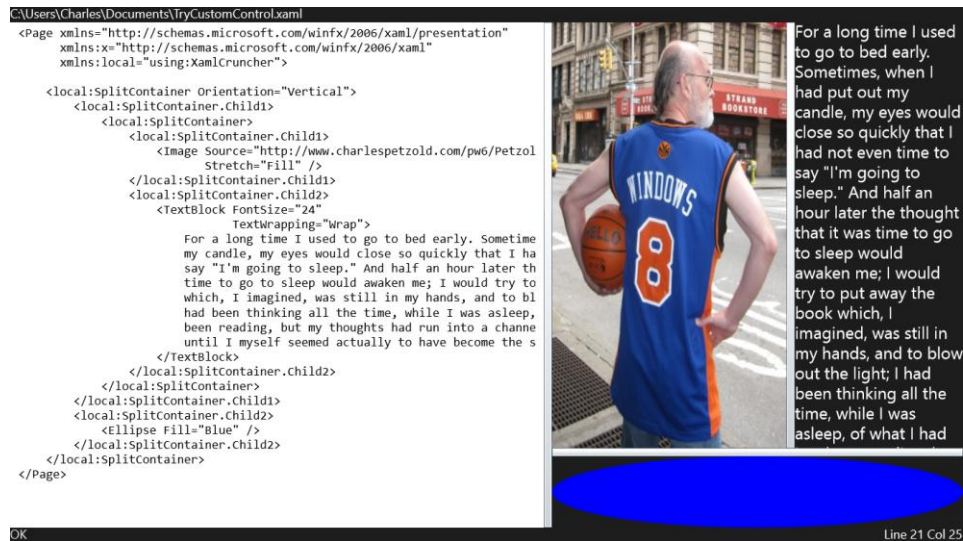 C:\Users\Charles\Documents\TryCustomControl.xaml
<Page xmlns="http://schemas.microsoft.com/winfx/2006/xaml/presentation"
xmlns:x="http://schemas.microsoft.com/winfx/2006/xaml"
xmlns:local="using:XamlCruncher">
<local:SplitContainer Orientation="Vertical">
<local:SplitContainer.Child1>
<local:SplitContainer>
<local:SplitContainer.Child1>
<Image Source="http://www.charlespetzold.com/pw6/Petzol
Stretch="Fill" />
</local:SplitContainer.Child1>
<local:SplitContainer.Child2>
<TextBlock FontSize="24"
TextWrapping="Wrap">
For a long time I used to go to bed early. Sometime
my candle, my eyes would close so quickly that I ha
say "I'm going to sleep." And half an hour later th
time to go to sleep would awaken me; I would try to
which, I imagined, was still in my hands, and to bl
had been thinking all the time, while I was asleep,
been reading, but my thoughts had run into a channe
until I myself seemed actually to have become the s
</TextBlock>
</local:SplitContainer.Child2>
</local:SplitContainer>
</local:SplitContainer.Child1>
<local:SplitContainer.Child2>
<Ellipse Fill="Blue" />
</local:SplitContainer.Child2>
</local:SplitContainer>
</Page>
STRAND
BOOKSTORE
WINDOWS
8
For a long time I used
to go to bed early.
Sometimes, when I
had put out my
candle, my eyes would
close so quickly that I
had not even time to
say "I'm going to
sleep." And half an
hour later the thought
that it was time to go
to sleep would
awaken me; I would
try to put away the
book which, I
imagined, was still in
my hands, and to blow
out the light; I had
been thinking all the
time, while I was
asleep, of what I had
OK
Line 21 Col 25